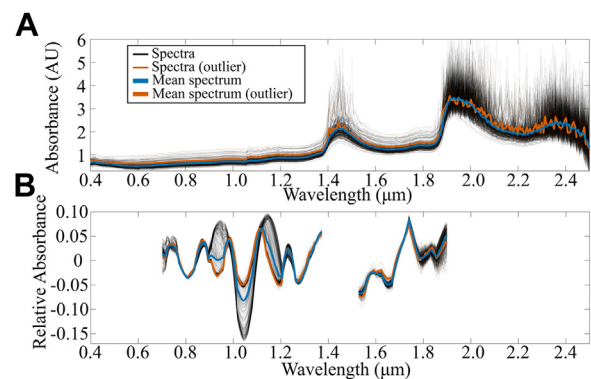 A
Absorbance (AU)
6
5
4
3
2
1
Spectra
Spectra (outlier)
Mean spectrum
Mean spectrum (outlier)
0.4 0.6 0.8 1.0 1.2 1.4 1.6 1.8 2.0 2.2 2.4
Wavelength (μm)
B
Relative Absorbance
0.10
0.05
0
-0.05
-0.10
-0.15
0.4 0.6 0.8 1.0 1.2 1.4 1.6 1.8 2.0 2.2 2.4
Wavelength (μm)